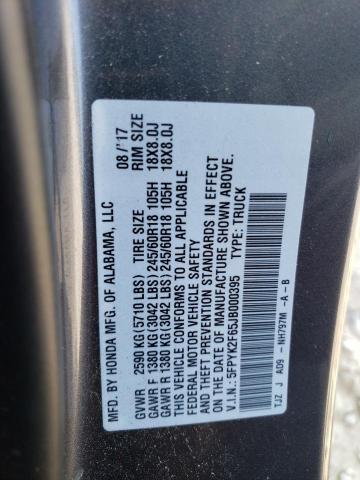 MFD. BY HONDA MFG. OF ALABAMA, LLC 08/'17
GVWR 2590 KG (5710 LBS) TIRE SIZE RIM SIZE
GAWR F 1380 KG (3042 LBS) 245/60R18 105H 18X8.0J
GAWR R 1380 KG (3042 LBS) 245/60R18 105H 18X8.0J
THIS VEHICLE CONFORMS TO ALL APPLICABLE
FEDERAL MOTOR VEHICLE SAFETY
AND THEFT PREVENTION STANDARDS IN EFFECT
ON THE DATE OF MANUFACTURE SHOWN ABOVE.
V.I.N.: 5FPYK2F65JB000395 TYPE: TRUCK
TJZ J A09 - NH797M -A-B